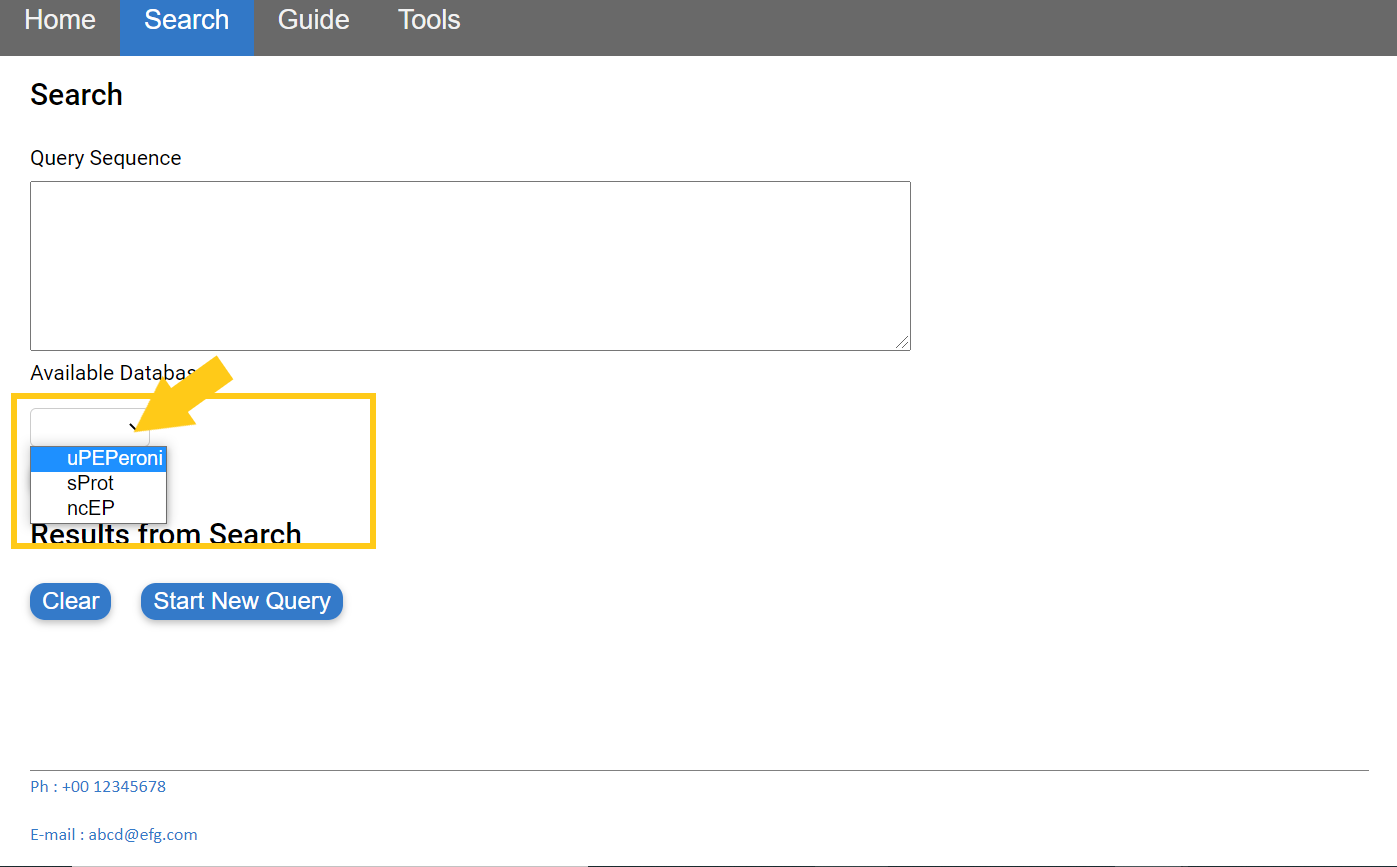 Home Search Guide Tools
Search
Query Sequence
Available Databas
uPEPeroni
sProt
ncEP
Results from Search
Clear Start New Query
Ph : +00 12345678
E-mail : abcd@efg.com